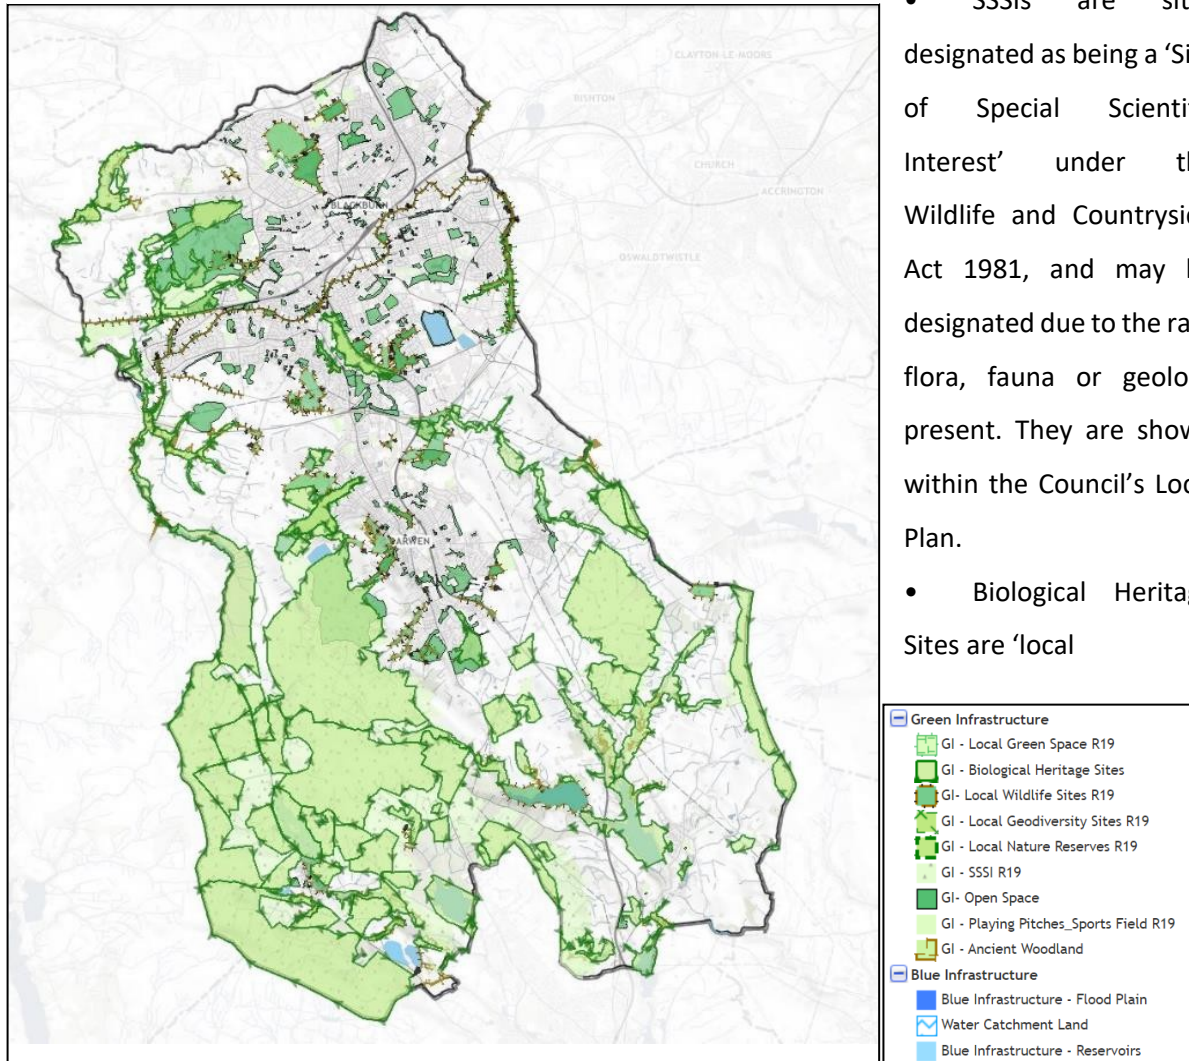 CLAYTON-LE-MOORS
RISHTON
CHURCH
ACCRINGTON
BLACKBURN
OSWALDTWISTLE
ARWEN
• SSSIs are sit
designated as being a ‘Si
of Special Scientif
Interest’ under th
Wildlife and Countrysid
Act 1981, and may b
designated due to the ra
flora, fauna or geolo
present. They are show
within the Council’s Loc
Plan.
• Biological Heritag
Sites are ‘local
Green Infrastructure
GI - Local Green Space R19
GI - Biological Heritage Sites
GI- Local Wildlife Sites R19
GI - Local Geodiversity Sites R19
GI - Local Nature Reserves R19
GI - SSSI R19
GI- Open Space
GI - Playing Pitches_Sports Field R19
GI - Ancient Woodland
Blue Infrastructure
Blue Infrastructure - Flood Plain
Water Catchment Land
Blue Infrastructure - Reservoirs